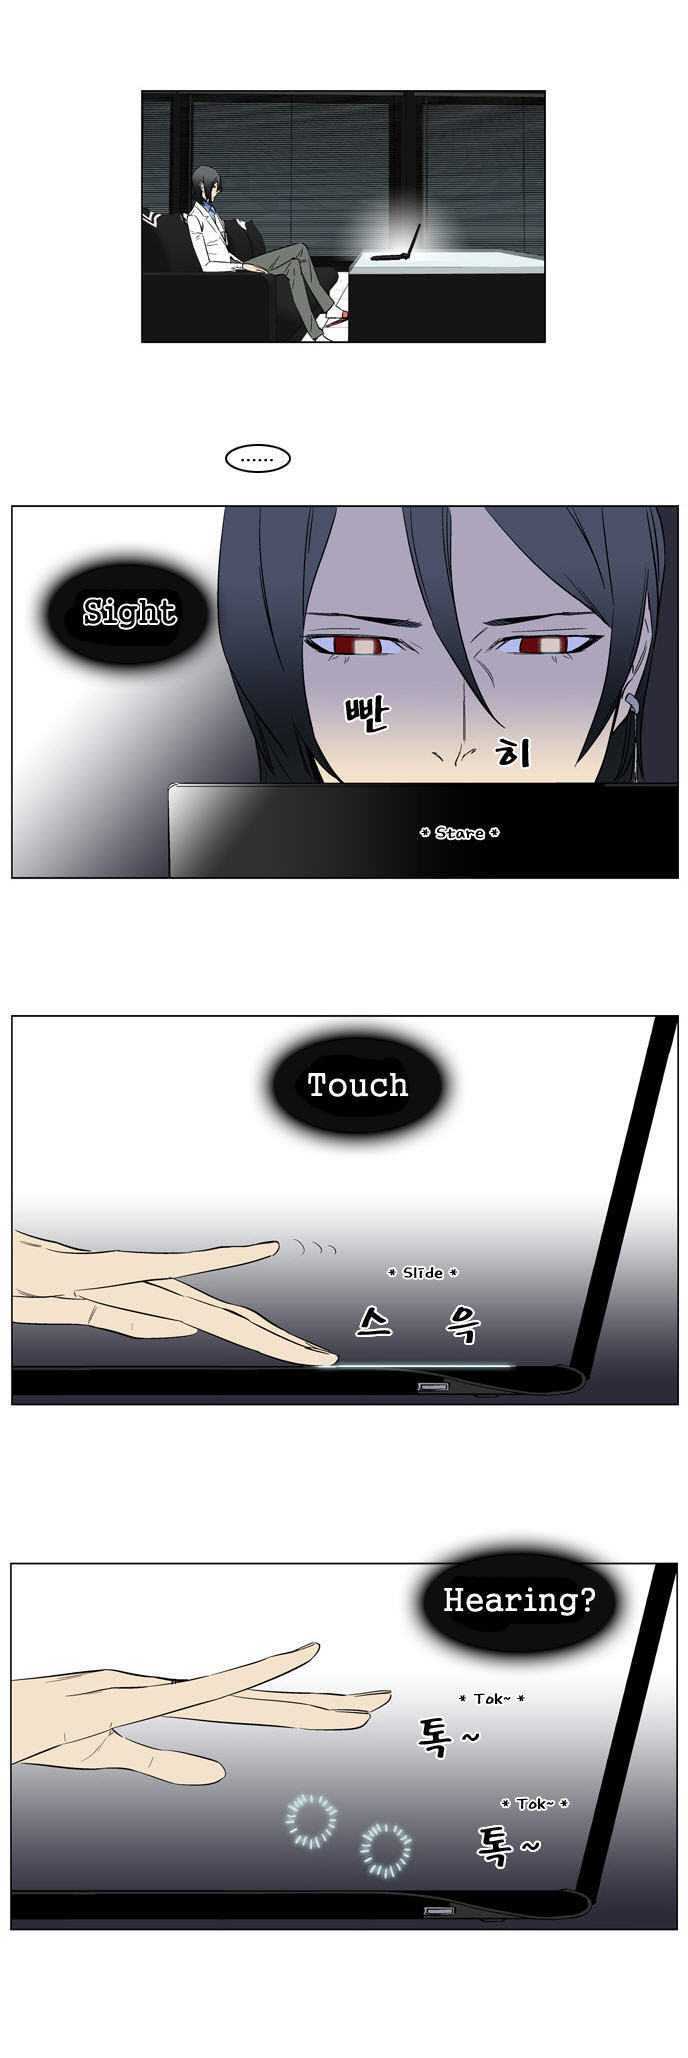 ......
Sight
빤
히
* Stare *
Touch
* Slide *
스 윽
Hearing?
* Tok~ *
톡~
* Tok~ *
톡~